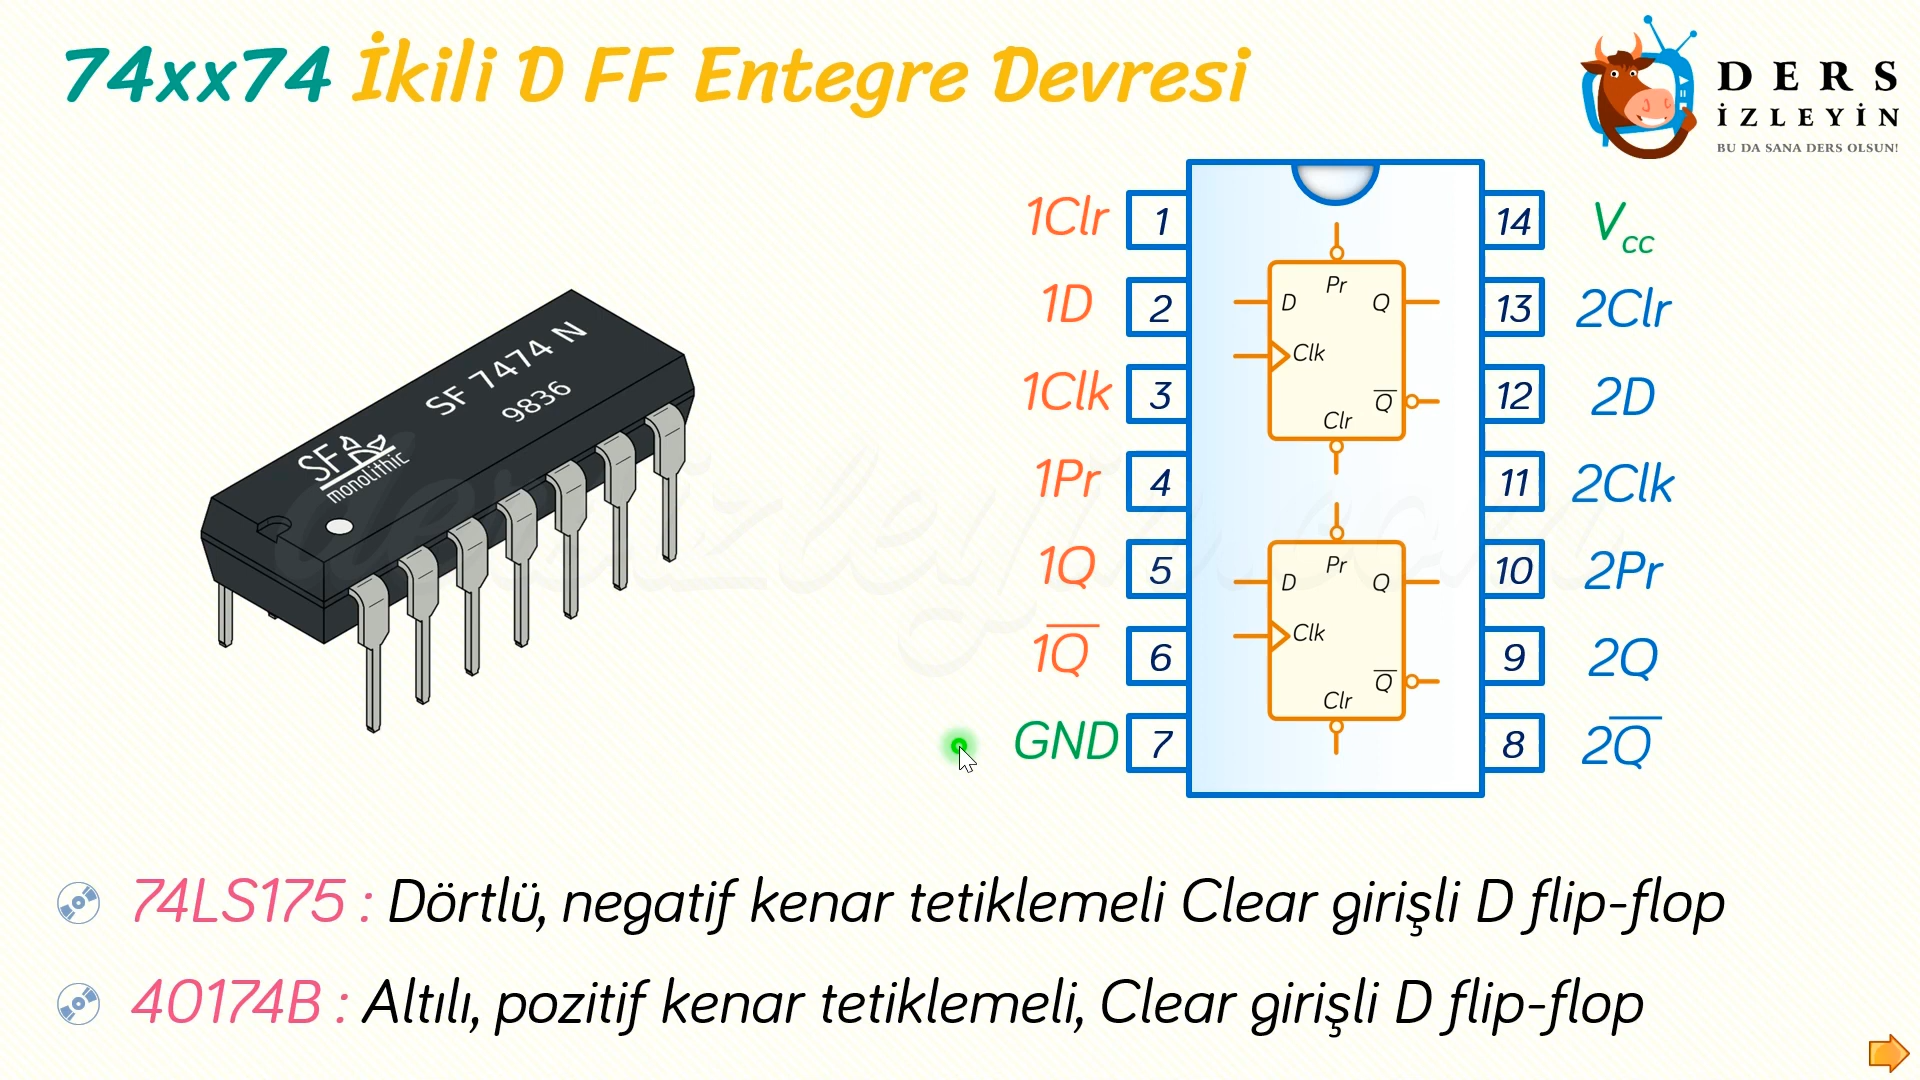 74xx74 İkili D FF Entegre Devresi
DERS
İZLEYİN
BU DA SANA DERS OLSUN!
SF 7474 N
9836
SF
monolithic
1Clr 1 14 Vcc
1D 2 13 2Clr
1Clk 3 12 2D
1Pr 4 11 2Clk
1Q 5 10 2Pr
1Q̅ 6 9 2Q
GND 7 8 2Q̅
Pr
D Q
Clk
Q̅
Clr
Pr
D Q
Clk
Q̅
Clr
dersizleyin.com
74LS175 : Dörtlü, negatif kenar tetiklemeli Clear girişli D flip-flop
40174B : Altılı, pozitif kenar tetiklemeli, Clear girişli D flip-flop